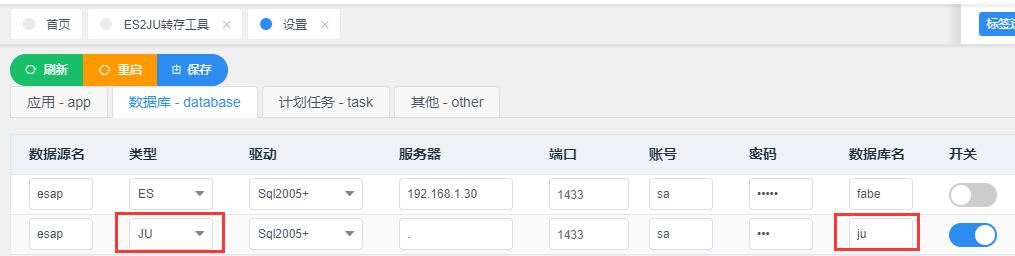 首页 ES2JU转存工具 设置
刷新 重启 保存
应用 - app 数据库 - database 计划任务 - task 其他 - other
数据源名 类型 驱动 服务器 端口 账号 密码 数据库名 开关
esap ES Sql2005+ 192.168.1.30 1433 sa ••••• fabe
esap JU Sql2005+ . 1433 sa ••• ju